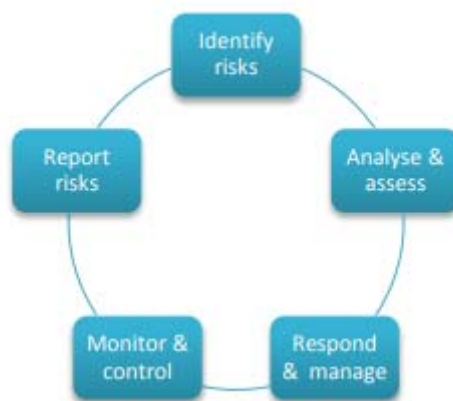 Identify
risks
Analyse &
assess
Respond
& manage
Monitor &
control
Report
risks